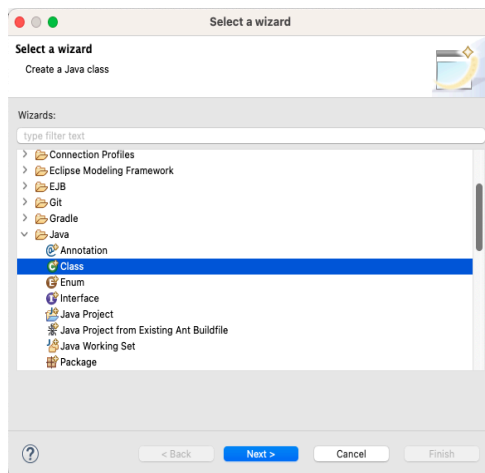 Select a wizard
Select a wizard
Create a Java class
Wizards:
type filter text
Connection Profiles
Eclipse Modeling Framework
EJB
Git
Gradle
Java
Annotation
Class
Enum
Interface
Java Project
Java Project from Existing Ant Buildfile
Java Working Set
Package
? < Back Next > Cancel Finish